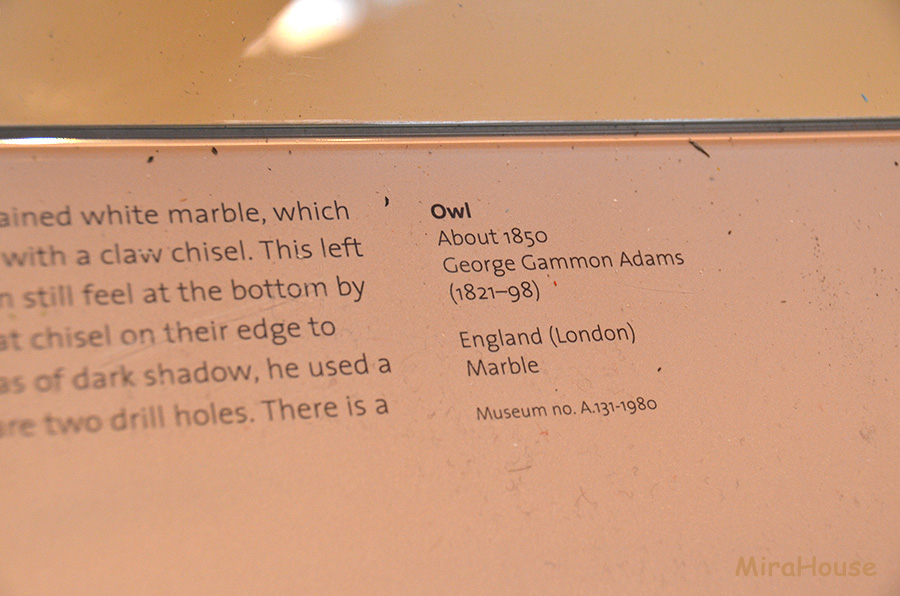 ained white marble, which
with a claw chisel. This left
n still feel at the bottom by
at chisel on their edge to
as of dark shadow, he used a
are two drill holes. There is a
Owl
About 1850
George Gammon Adams
(1821–98)
England (London)
Marble
Museum no. A.131-1980
MiraHouse